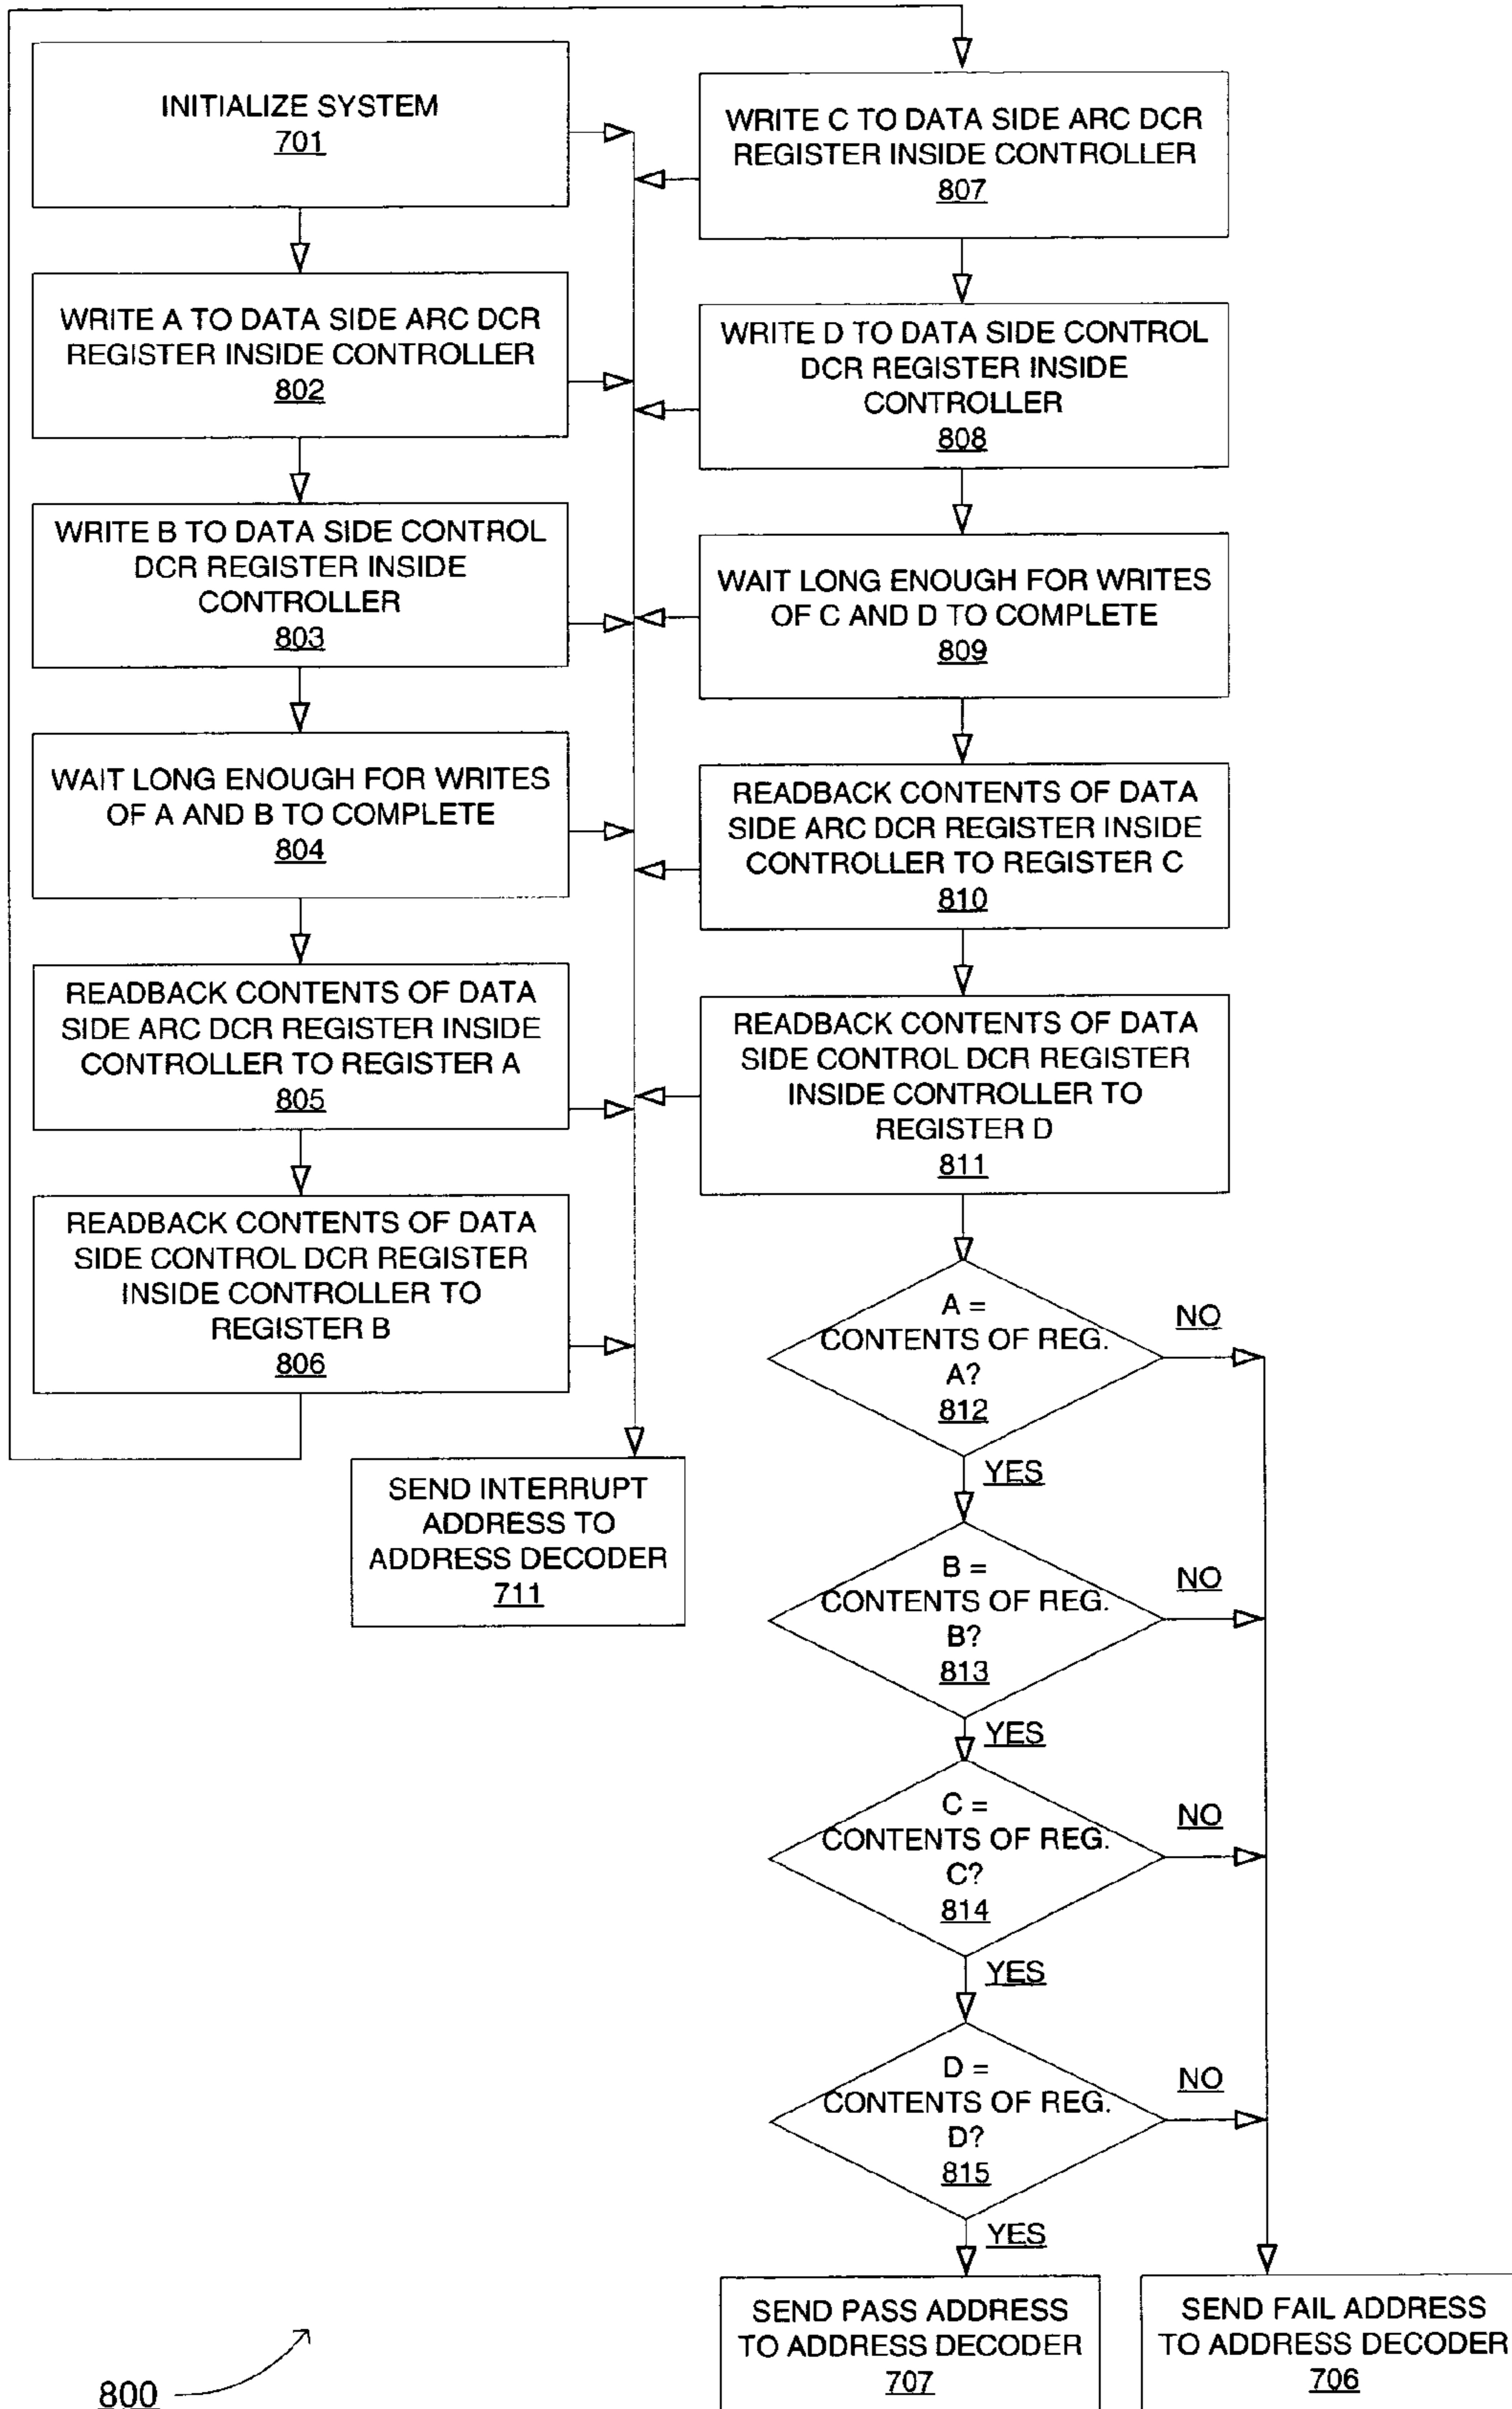 INITIALIZE SYSTEM
701
WRITE A TO DATA SIDE ARC DCR
REGISTER INSIDE CONTROLLER
802
WRITE B TO DATA SIDE CONTROL
DCR REGISTER INSIDE
CONTROLLER
803
WAIT LONG ENOUGH FOR WRITES
OF A AND B TO COMPLETE
804
READBACK CONTENTS OF DATA
SIDE ARC DCR REGISTER INSIDE
CONTROLLER TO REGISTER A
805
READBACK CONTENTS OF DATA
SIDE CONTROL DCR REGISTER
INSIDE CONTROLLER TO
REGISTER B
806
SEND INTERRUPT
ADDRESS TO
ADDRESS DECODER
711
WRITE C TO DATA SIDE ARC DCR
REGISTER INSIDE CONTROLLER
807
WRITE D TO DATA SIDE CONTROL
DCR REGISTER INSIDE
CONTROLLER
808
WAIT LONG ENOUGH FOR WRITES
OF C AND D TO COMPLETE
809
READBACK CONTENTS OF DATA
SIDE ARC DCR REGISTER INSIDE
CONTROLLER TO REGISTER C
810
READBACK CONTENTS OF DATA
SIDE CONTROL DCR REGISTER
INSIDE CONTROLLER TO
REGISTER D
811
A =
CONTENTS OF REG.
A?
812
NO
YES
B =
CONTENTS OF REG.
B?
813
NO
YES
C =
CONTENTS OF REG.
C?
814
NO
YES
D =
CONTENTS OF REG.
D?
815
NO
YES
SEND PASS ADDRESS
TO ADDRESS DECODER
707
SEND FAIL ADDRESS
TO ADDRESS DECODER
706
800